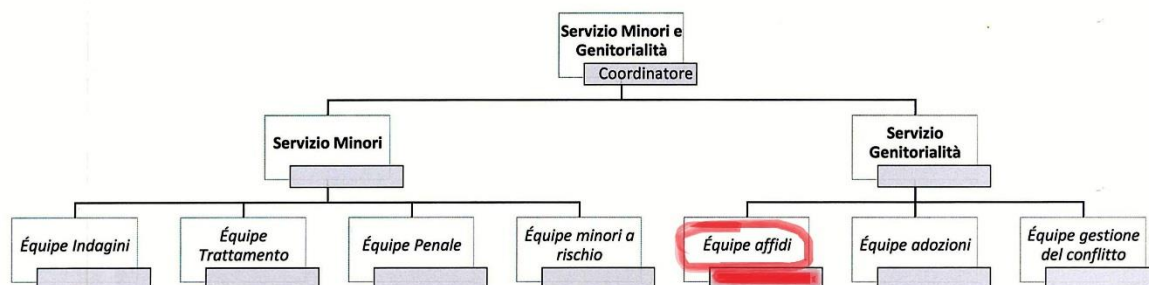 Servizio Minori e
Genitorialità
Coordinatore
Servizio Minori
Servizio
Genitorialità
Équipe Indagini
Équipe
Trattamento
Équipe Penale
Équipe minori a
rischio
Équipe affidi
Équipe adozioni
Équipe gestione
del conflitto